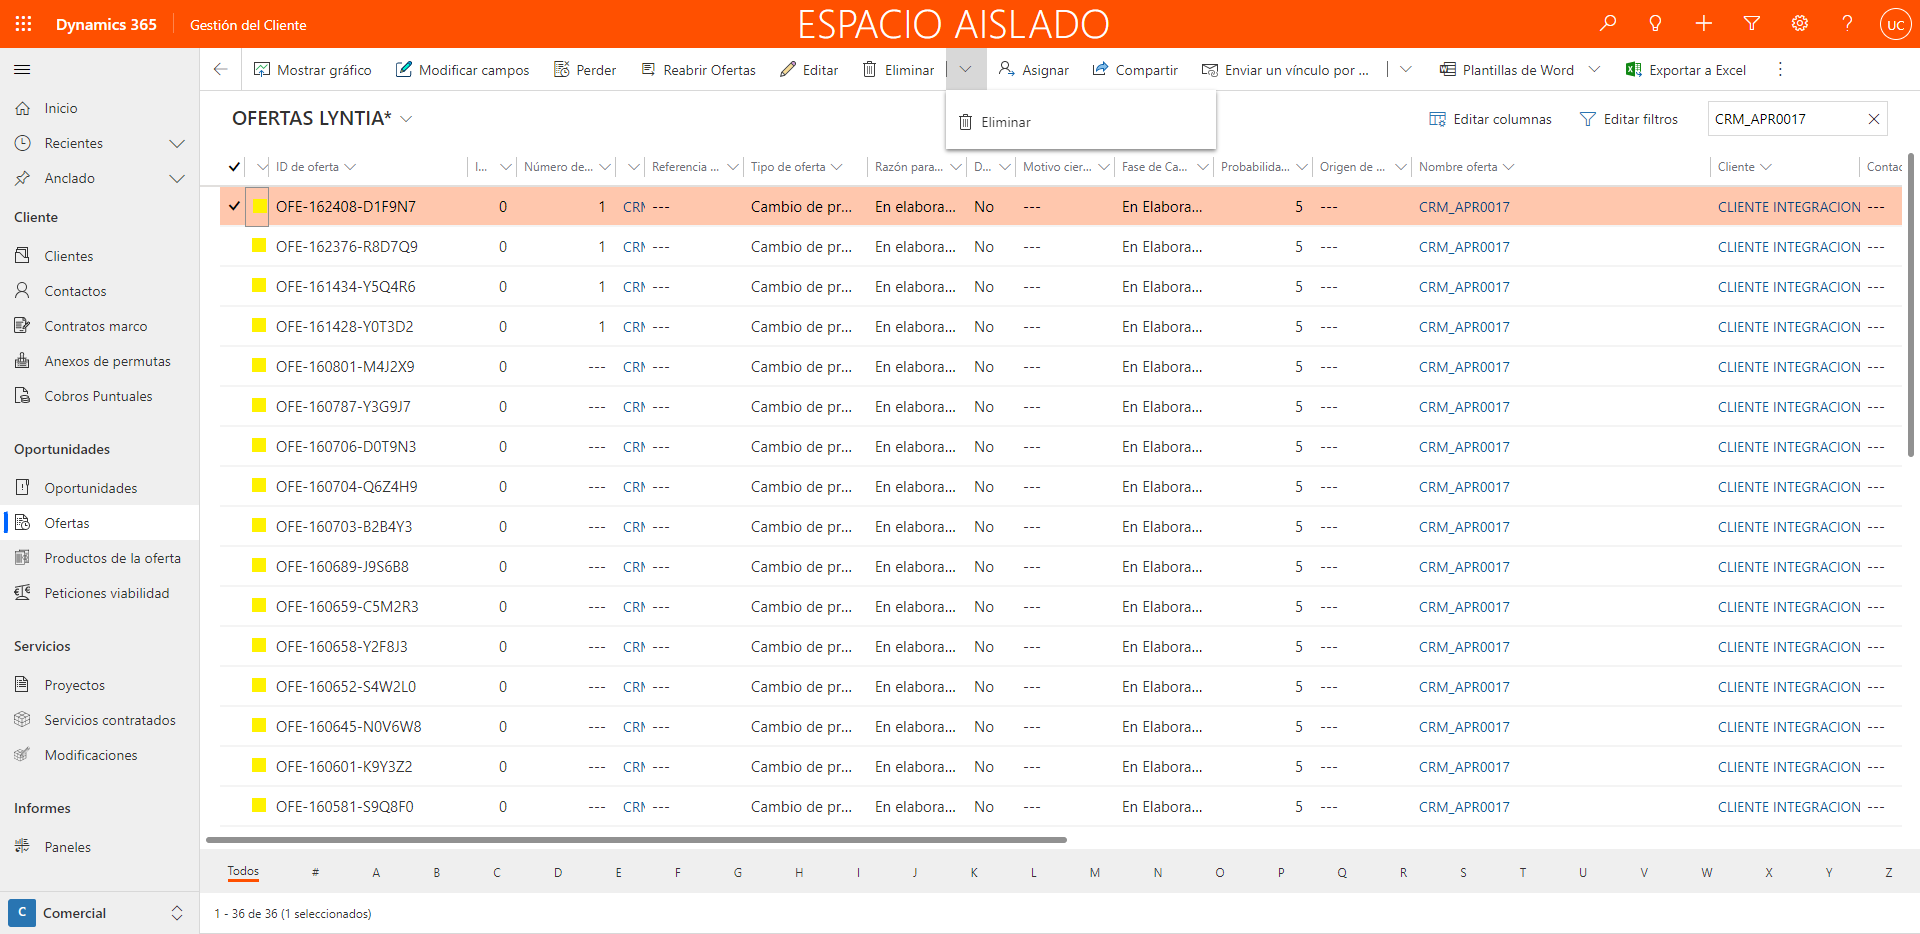 Dynamics 365
Gestión del Cliente
ESPACIO AISLADO
UC
Mostrar gráfico
Modificar campos
Perder
Reabrir Ofertas
Editar
Eliminar
Asignar
Compartir
Enviar un vínculo por ...
Plantillas de Word
Exportar a Excel
Eliminar
Inicio
Recientes
Anclado
Cliente
Clientes
Contactos
Contratos marco
Anexos de permutas
Cobros Puntuales
Oportunidades
Oportunidades
Ofertas
Productos de la oferta
Peticiones viabilidad
Servicios
Proyectos
Servicios contratados
Modificaciones
Informes
Paneles
C Comercial
OFERTAS LYNTIA*
Editar columnas
Editar filtros
CRM_APR0017
ID de oferta I... Número de... Referencia ... Tipo de oferta Razón para... D... Motivo cier... Fase de Ca... Probabilida... Origen de ... Nombre oferta Cliente Contac
OFE-162408-D1F9N7 0 1 CRM --- Cambio de pr... En elabora... No --- En Elabora... 5 --- CRM_APR0017 CLIENTE INTEGRACION ---
OFE-162376-R8D7Q9 0 1 CRM --- Cambio de pr... En elabora... No --- En Elabora... 5 --- CRM_APR0017 CLIENTE INTEGRACION ---
OFE-161434-Y5Q4R6 0 1 CRM --- Cambio de pr... En elabora... No --- En Elabora... 5 --- CRM_APR0017 CLIENTE INTEGRACION ---
OFE-161428-Y0T3D2 0 1 CRM --- Cambio de pr... En elabora... No --- En Elabora... 5 --- CRM_APR0017 CLIENTE INTEGRACION ---
OFE-160801-M4J2X9 0 --- CRM --- Cambio de pr... En elabora... No --- En Elabora... 5 --- CRM_APR0017 CLIENTE INTEGRACION ---
OFE-160787-Y3G9J7 0 --- CRM --- Cambio de pr... En elabora... No --- En Elabora... 5 --- CRM_APR0017 CLIENTE INTEGRACION ---
OFE-160706-D0T9N3 0 --- CRM --- Cambio de pr... En elabora... No --- En Elabora... 5 --- CRM_APR0017 CLIENTE INTEGRACION ---
OFE-160704-Q6Z4H9 0 --- CRM --- Cambio de pr... En elabora... No --- En Elabora... 5 --- CRM_APR0017 CLIENTE INTEGRACION ---
OFE-160703-B2B4Y3 0 --- CRM --- Cambio de pr... En elabora... No --- En Elabora... 5 --- CRM_APR0017 CLIENTE INTEGRACION ---
OFE-160689-J9S6B8 0 --- CRM --- Cambio de pr... En elabora... No --- En Elabora... 5 --- CRM_APR0017 CLIENTE INTEGRACION ---
OFE-160659-C5M2R3 0 --- CRM --- Cambio de pr... En elabora... No --- En Elabora... 5 --- CRM_APR0017 CLIENTE INTEGRACION ---
OFE-160658-Y2F8J3 0 --- CRM --- Cambio de pr... En elabora... No --- En Elabora... 5 --- CRM_APR0017 CLIENTE INTEGRACION ---
OFE-160652-S4W2L0 0 --- CRM --- Cambio de pr... En elabora... No --- En Elabora... 5 --- CRM_APR0017 CLIENTE INTEGRACION ---
OFE-160645-N0V6W8 0 --- CRM --- Cambio de pr... En elabora... No --- En Elabora... 5 --- CRM_APR0017 CLIENTE INTEGRACION ---
OFE-160601-K9Y3Z2 0 --- CRM --- Cambio de pr... En elabora... No --- En Elabora... 5 --- CRM_APR0017 CLIENTE INTEGRACION ---
OFE-160581-S9Q8F0 0 --- CRM --- Cambio de pr... En elabora... No --- En Elabora... 5 --- CRM_APR0017 CLIENTE INTEGRACION ---
Todos # A B C D E F G H I J K L M N O P Q R S T U V W X Y Z
1 - 36 de 36 (1 seleccionados)